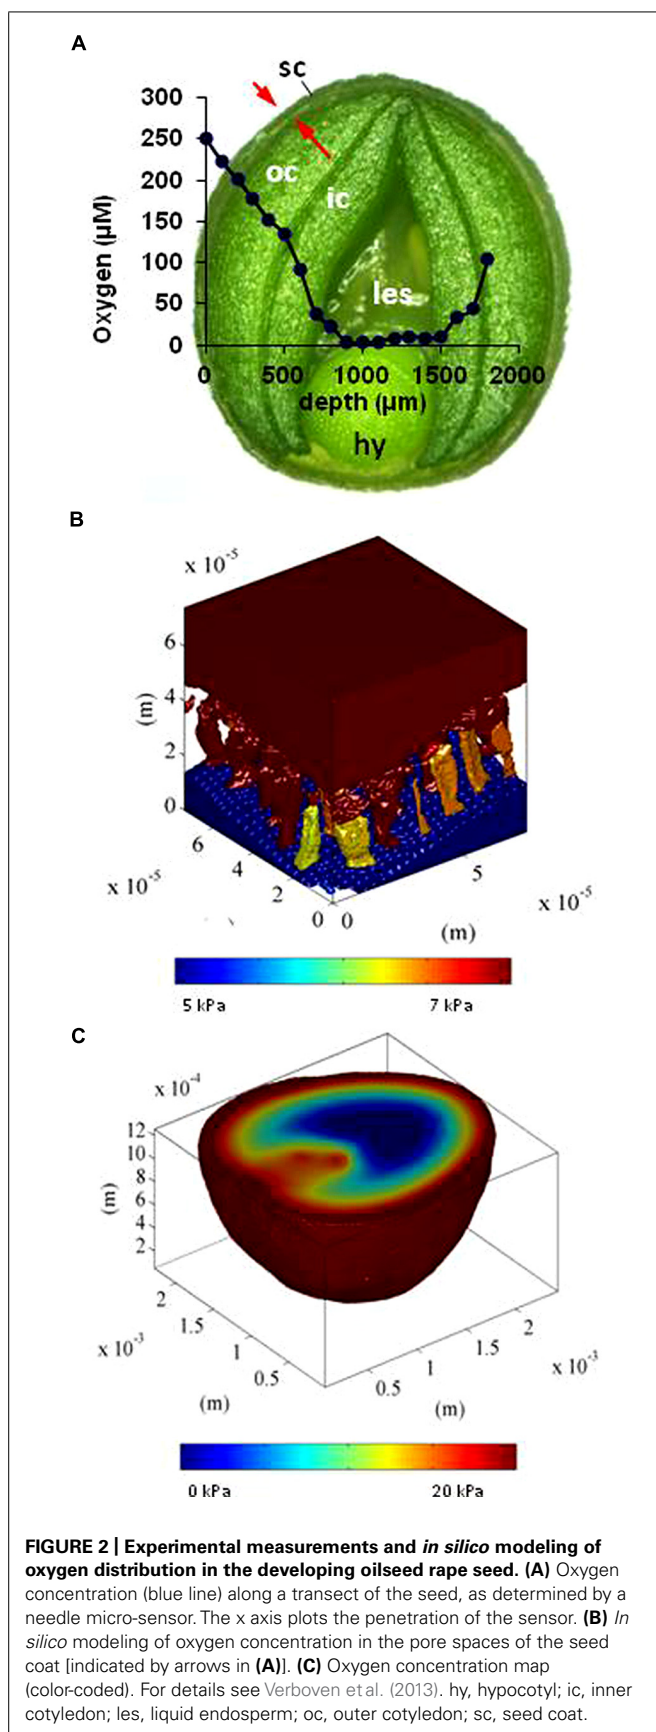 A
sc
300
250
200
150
100
50
0
Oxygen (µM)
oc
ic
les
0 500 1000 1500 2000
depth (µm)
hy
B
x 10⁻⁵
6
4
2
0
(m)
6
4
2
0
x 10⁻⁵
0
5
x 10⁻⁵
(m)
5 kPa 7 kPa
C
x 10⁻⁴
12
10
8
6
4
2
(m)
2
1.5
1
0.5
x 10⁻³
(m)
0.5
1
1.5
2
x 10⁻³
(m)
0 kPa 20 kPa
FIGURE 2 | Experimental measurements and in silico modeling of
oxygen distribution in the developing oilseed rape seed. (A) Oxygen
concentration (blue line) along a transect of the seed, as determined by a
needle micro-sensor. The x axis plots the penetration of the sensor. (B) In
silico modeling of oxygen concentration in the pore spaces of the seed
coat [indicated by arrows in (A)]. (C) Oxygen concentration map
(color-coded). For details see Verboven et al. (2013). hy, hypocotyl; ic, inner
cotyledon; les, liquid endosperm; oc, outer cotyledon; sc, seed coat.